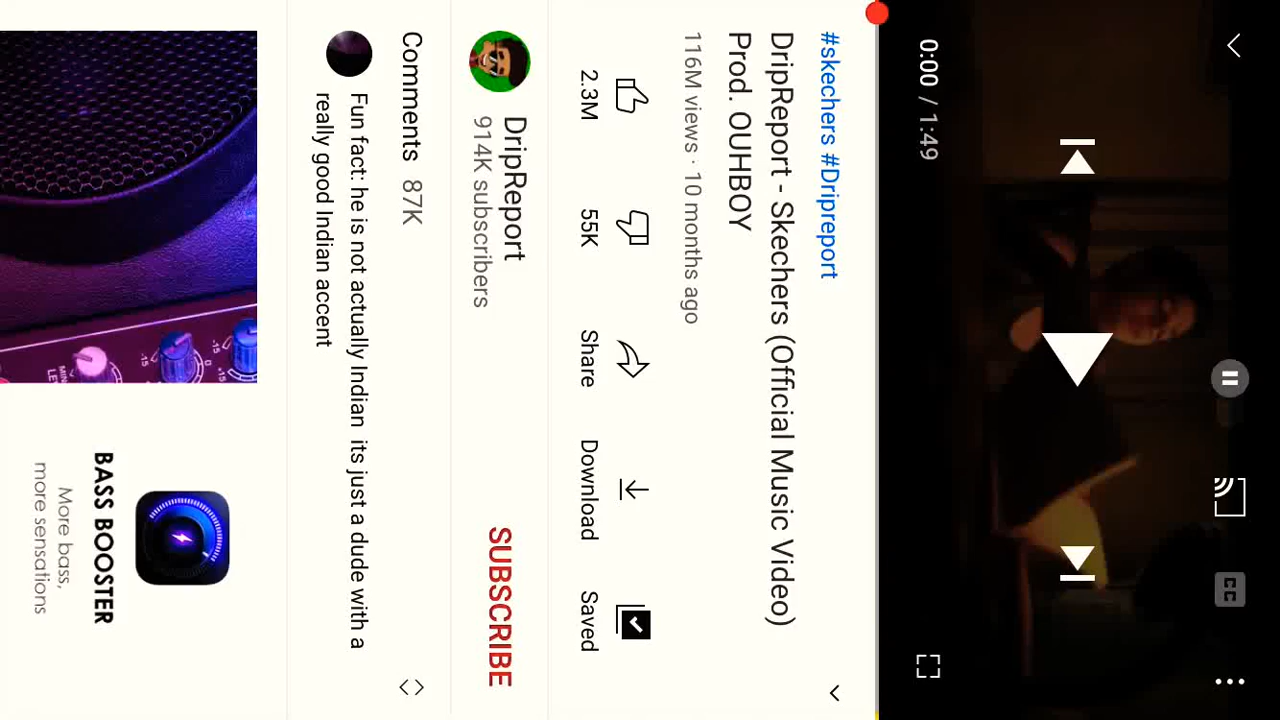 0:00 / 1:49
#skechers #Dripreport
DripReport - Skechers (Official Music Video)
Prod. OUHBOY
116M views · 10 months ago
2.3M
55K
Share
Download
Saved
DripReport
914K subscribers
SUBSCRIBE
Comments 87K
Fun fact: he is not actually Indian its just a dude with a
really good Indian accent
BASS BOOSTER
More bass,
more sensations